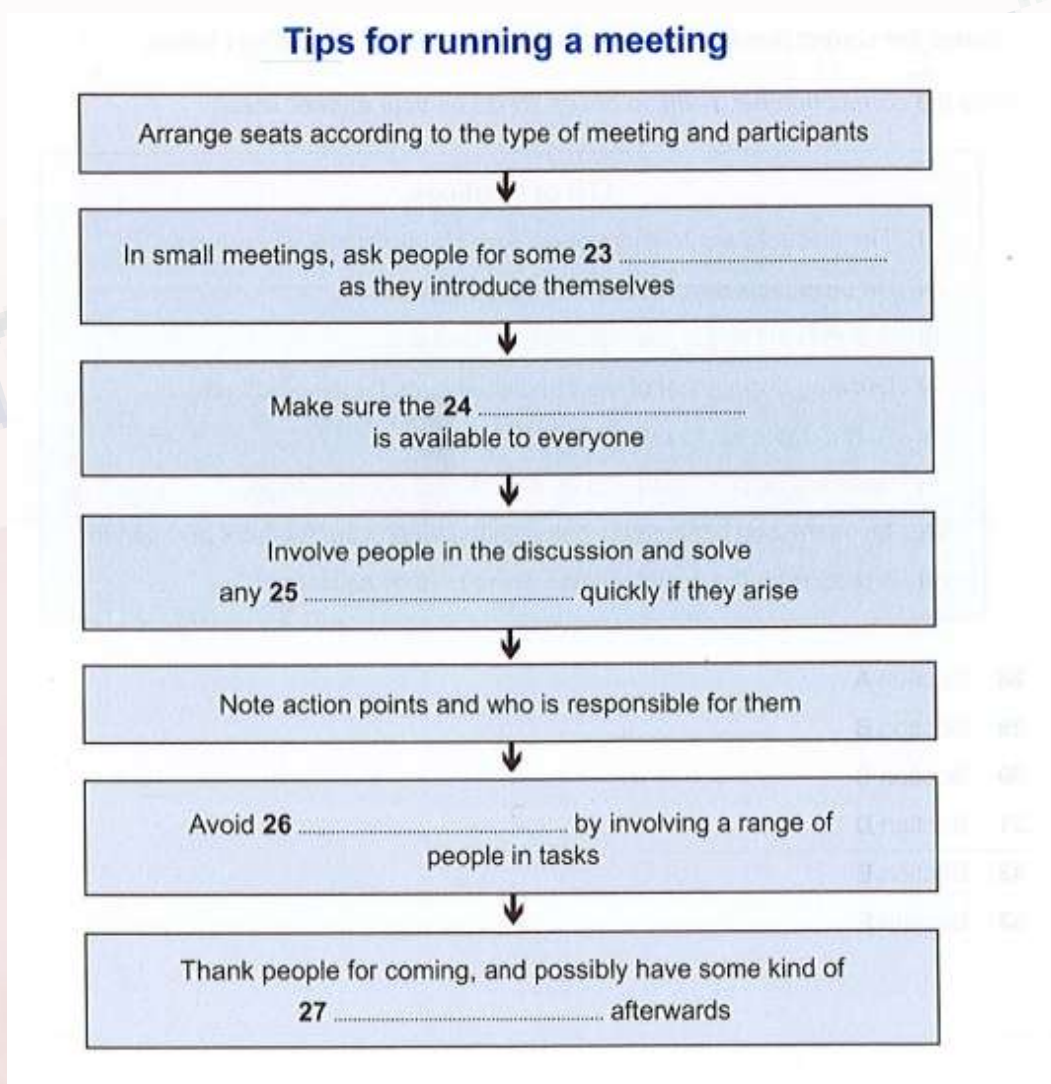 Tips for running a meeting
Arrange seats according to the type of meeting and participants
In small meetings, ask people for some 23 ..............................
as they introduce themselves
Make sure the 24 ..............................
is available to everyone
Involve people in the discussion and solve
any 25 .............................. quickly if they arise
Note action points and who is responsible for them
Avoid 26 .............................. by involving a range of
people in tasks
Thank people for coming, and possibly have some kind of
27 .............................. afterwards